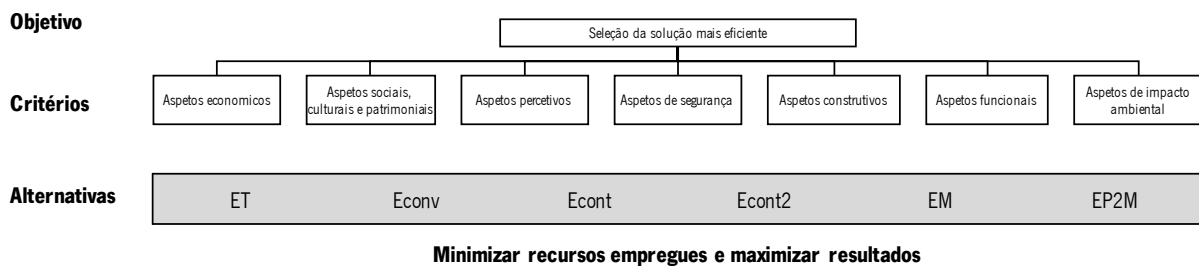 Objetivo
Seleção da solução mais eficiente
Critérios
Aspetos economicos
Aspetos sociais,
culturais e patrimoniais
Aspetos percetivos
Aspetos de segurança
Aspetos construtivos
Aspetos funcionais
Aspetos de impacto
ambiental
Alternativas
ET
Econv
Econt
Econt2
EM
EP2M
Minimizar recursos empregues e maximizar resultados